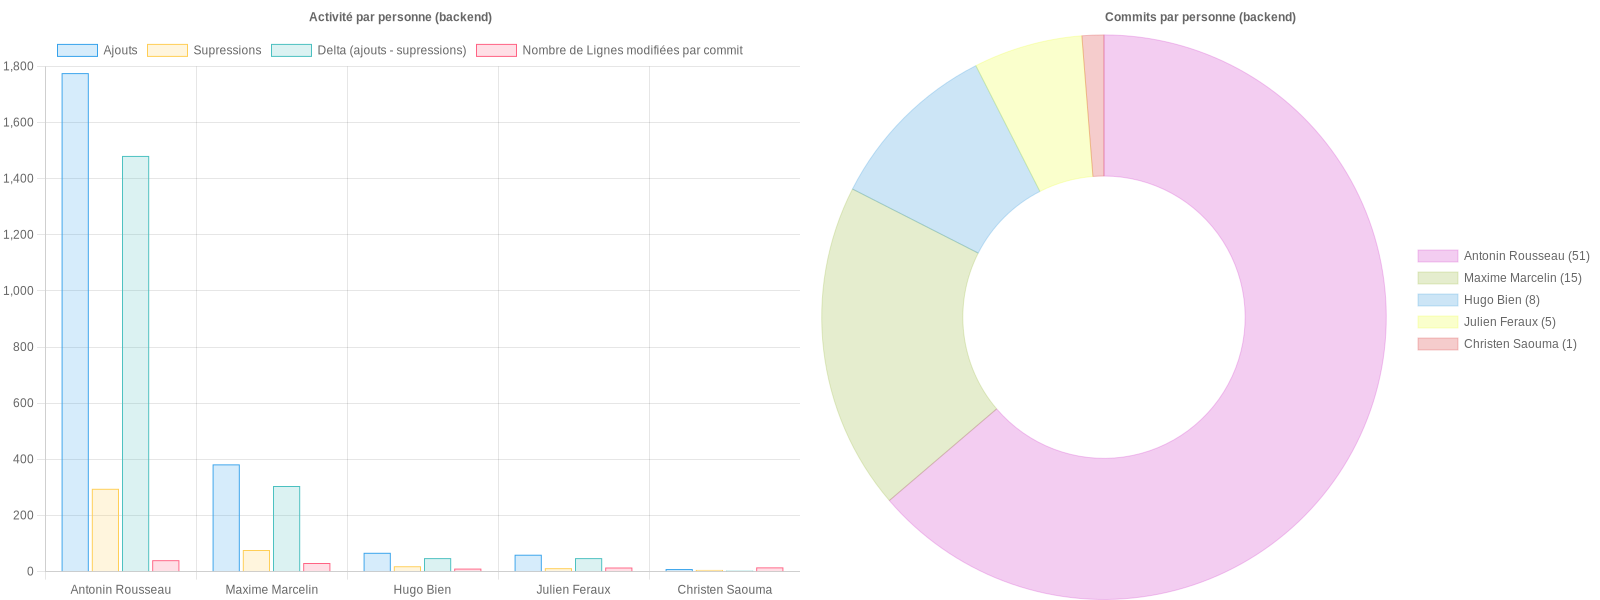 Activité par personne (backend)
Ajouts
Supressions
Delta (ajouts - supressions)
Nombre de Lignes modifiées par commit
1,800
1,600
1,400
1,200
1,000
800
600
400
200
0
Antonin Rousseau
Maxime Marcelin
Hugo Bien
Julien Feraux
Christen Saouma
Commits par personne (backend)
Antonin Rousseau (51)
Maxime Marcelin (15)
Hugo Bien (8)
Julien Feraux (5)
Christen Saouma (1)